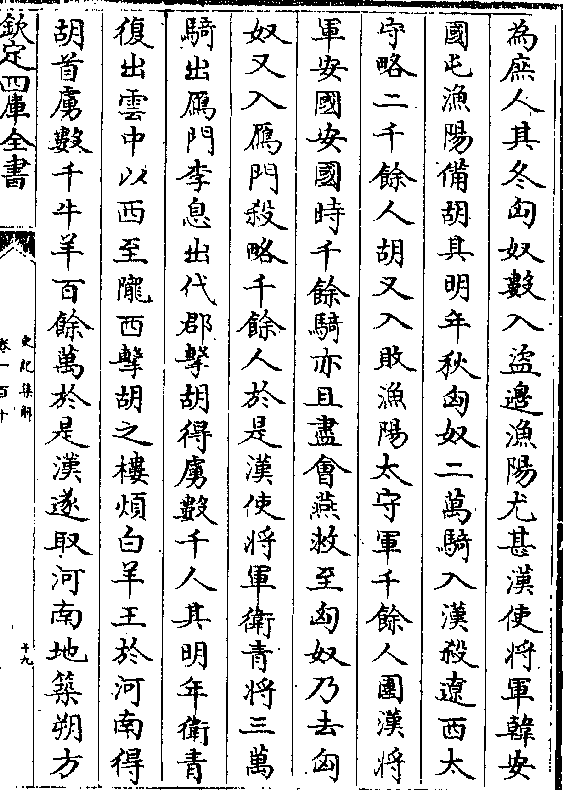 為庶人其冬匈奴數入盜邊漁陽尤甚漢使將軍韓安
國屯漁陽備胡其明年秋匈奴二萬騎入漢殺遼西太
守略二千餘人胡又入敗漁陽太守軍千餘人圍漢將
軍安國安國時千餘騎亦且盡會燕救至匈奴乃去匈
奴又入鴈門殺略千餘人於是漢使將軍衛青將三萬
騎出鴈門李息出代郡擊胡得虜數千人其明年衛青
復出雲中以西至隴西擊胡之樓煩白羊王於河南得
胡首虜數千牛羊百餘萬於是漢遂取河南地築朔方
欽定四庫全書
史記集解
卷一百十
十九